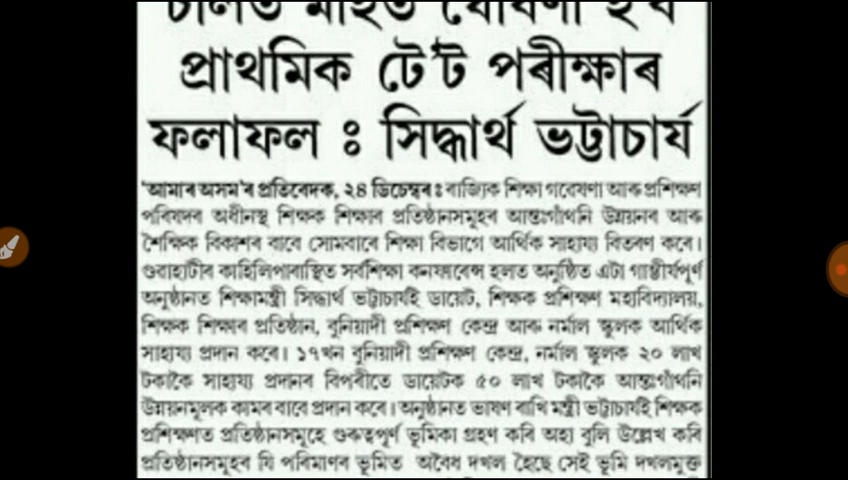 চলিত মাহত ঘোষণা হ'ব
প্ৰাথমিক টে'ট পৰীক্ষাৰ
ফলাফল ঃ সিদ্ধাৰ্থ ভট্টাচাৰ্য
'আমাৰ অসম'ৰ প্ৰতিবেদক, ২৪ ডিচেম্বৰ ঃ ৰাজ্যিক শিক্ষা গৱেষণা আৰু প্ৰশিক্ষণ
পৰিষদৰ অধীনস্থ শিক্ষক শিক্ষাৰ প্ৰতিষ্ঠানসমূহৰ আন্তঃগাঁথনি উন্নয়নৰ আৰু
শৈক্ষিক বিকাশৰ বাবে সোমবাৰে শিক্ষা বিভাগে আৰ্থিক সাহায্য বিতৰণ কৰে।
গুৱাহাটীৰ কাহিলিপাৰাস্থিত সৰ্বশিক্ষা কনফাৰেন্স হলত অনুষ্ঠিত এটা গাম্ভীৰ্যপূৰ্ণ
অনুষ্ঠানত শিক্ষামন্ত্ৰী সিদ্ধাৰ্থ ভট্টাচাৰ্যই ডায়েট, শিক্ষক প্ৰশিক্ষণ মহাবিদ্যালয়,
শিক্ষক শিক্ষাৰ প্ৰতিষ্ঠান, বুনিয়াদী প্ৰশিক্ষণ কেন্দ্ৰ আৰু নৰ্মাল স্কুলক আৰ্থিক
সাহায্য প্ৰদান কৰে। ১৭খন বুনিয়াদী প্ৰশিক্ষণ কেন্দ্ৰ, নৰ্মাল স্কুলক ২০ লাখ
টকাকৈ সাহায্য প্ৰদানৰ বিপৰীতে ডায়েটক ৫০ লাখ টকাকৈ আন্তঃগাঁথনি
উন্নয়নমূলক কামৰ বাবে প্ৰদান কৰে। অনুষ্ঠানত ভাষণ ৰাখি মন্ত্ৰী ভট্টাচাৰ্যই শিক্ষক
প্ৰশিক্ষণত প্ৰতিষ্ঠানসমূহে গুৰুত্বপূৰ্ণ ভূমিকা গ্ৰহণ কৰি অহা বুলি উল্লেখ কৰি
প্ৰতিষ্ঠানসমূহৰ যি পৰিমাণৰ ভূমিত অবৈধ দখল হৈছে সেই ভূমি দখলমুক্ত